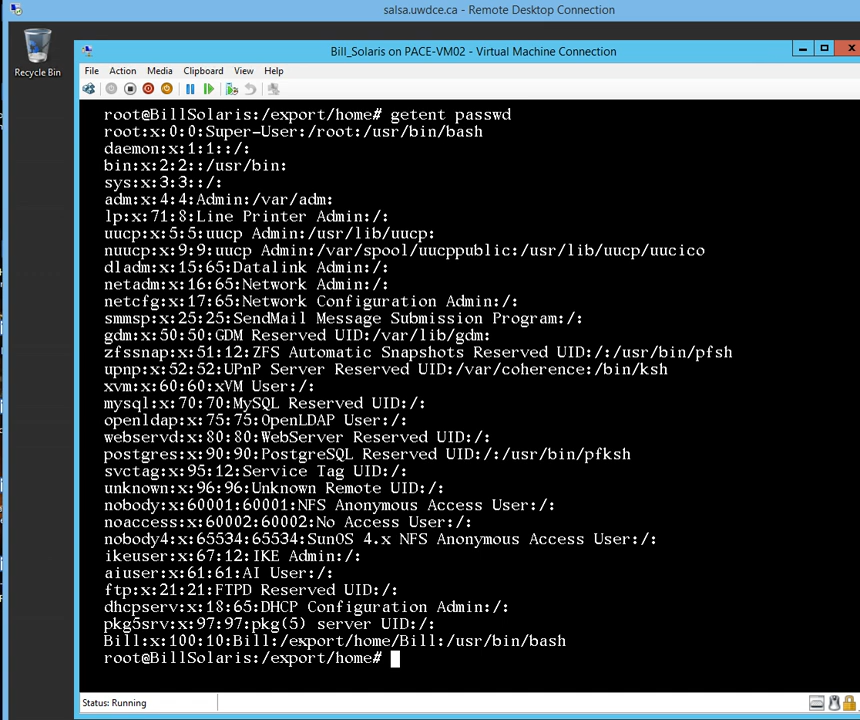 salsa.uwdce.ca - Remote Desktop Connection
Recycle Bin
Bill_Solaris on PACE-VM02 - Virtual Machine Connection
File Action Media Clipboard View Help
root@BillSolaris:/export/home# getent passwd
root:x:0:0:Super-User:/root:/usr/bin/bash
daemon:x:1:1::/:
bin:x:2:2::/usr/bin:
sys:x:3:3::/:
adm:x:4:4:Admin:/var/adm:
lp:x:71:8:Line Printer Admin:/:
uucp:x:5:5:uucp Admin:/usr/lib/uucp:
nuucp:x:9:9:uucp Admin:/var/spool/uucppublic:/usr/lib/uucp/uucico
dladm:x:15:65:Datalink Admin:/:
netadm:x:16:65:Network Admin:/:
netcfg:x:17:65:Network Configuration Admin:/:
smmsp:x:25:25:SendMail Message Submission Program:/:
gdm:x:50:50:GDM Reserved UID:/var/lib/gdm:
zfssnap:x:51:12:ZFS Automatic Snapshots Reserved UID:/:/usr/bin/pfsh
upnp:x:52:52:UPnP Server Reserved UID:/var/coherence:/bin/ksh
xvm:x:60:60:xVM User:/:
mysql:x:70:70:MySQL Reserved UID:/:
openldap:x:75:75:OpenLDAP User:/:
webservd:x:80:80:WebServer Reserved UID:/:
postgres:x:90:90:PostgreSQL Reserved UID:/:/usr/bin/pfksh
svctag:x:95:12:Service Tag UID:/:
unknown:x:96:96:Unknown Remote UID:/:
nobody:x:60001:60001:NFS Anonymous Access User:/:
noaccess:x:60002:60002:No Access User:/:
nobody4:x:65534:65534:SunOS 4.x NFS Anonymous Access User:/:
ikeuser:x:67:12:IKE Admin:/:
aiuser:x:61:61:AI User:/:
ftp:x:21:21:FTPD Reserved UID:/:
dhcpserv:x:18:65:DHCP Configuration Admin:/:
pkg5srv:x:97:97:pkg(5) server UID:/:
Bill:x:100:10:Bill:/export/home/Bill:/usr/bin/bash
root@BillSolaris:/export/home#
Status: Running